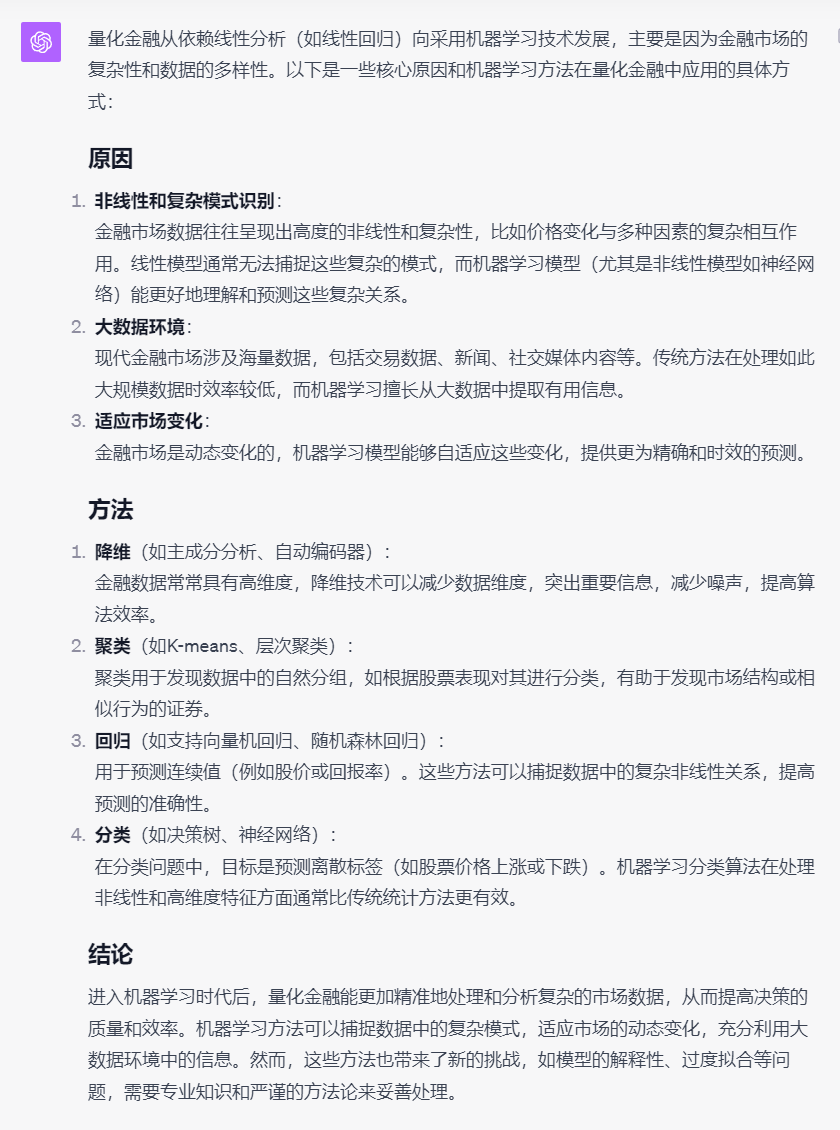 量化金融从依赖线性分析（如线性回归）向采用机器学习技术发展，主要是因为金融市场的
复杂性和数据的多样性。以下是一些核心原因和机器学习方法在量化金融中应用的具体方
式：
原因
1. 非线性和复杂模式识别：
金融市场数据往往呈现出高度的非线性和复杂性，比如价格变化与多种因素的复杂相互作
用。线性模型通常无法捕捉这些复杂的模式，而机器学习模型（尤其是非线性模型如神经网
络）能更好地理解和预测这些复杂关系。
2. 大数据环境：
现代金融市场涉及海量数据，包括交易数据、新闻、社交媒体内容等。传统方法在处理如此
大规模数据时效率较低，而机器学习擅长从大数据中提取有用信息。
3. 适应市场变化：
金融市场是动态变化的，机器学习模型能够自适应这些变化，提供更为精确和时效的预测。
方法
1. 降维（如主成分分析、自动编码器）：
金融数据常常具有高维度，降维技术可以减少数据维度，突出重要信息，减少噪声，提高算
法效率。
2. 聚类（如K-means、层次聚类）：
聚类用于发现数据中的自然分组，如根据股票表现对其进行分类，有助于发现市场结构或相
似行为的证券。
3. 回归（如支持向量机回归、随机森林回归）：
用于预测连续值（例如股价或回报率）。这些方法可以捕捉数据中的复杂非线性关系，提高
预测的准确性。
4. 分类（如决策树、神经网络）：
在分类问题中，目标是预测离散标签（如股票价格上涨或下跌）。机器学习分类算法在处理
非线性和高维度特征方面通常比传统统计方法更有效。
结论
进入机器学习时代后，量化金融能更加精准地处理和分析复杂的市场数据，从而提高决策的
质量和效率。机器学习方法可以捕捉数据中的复杂模式，适应市场的动态变化，充分利用大
数据环境中的信息。然而，这些方法也带来了新的挑战，如模型的解释性、过度拟合等问
题，需要专业知识和严谨的方法论来妥善处理。